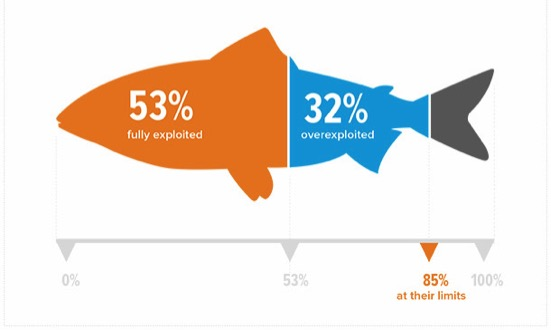 53%
fully exploited
32%
overexploited
0%
53%
85%
100%
at their limits